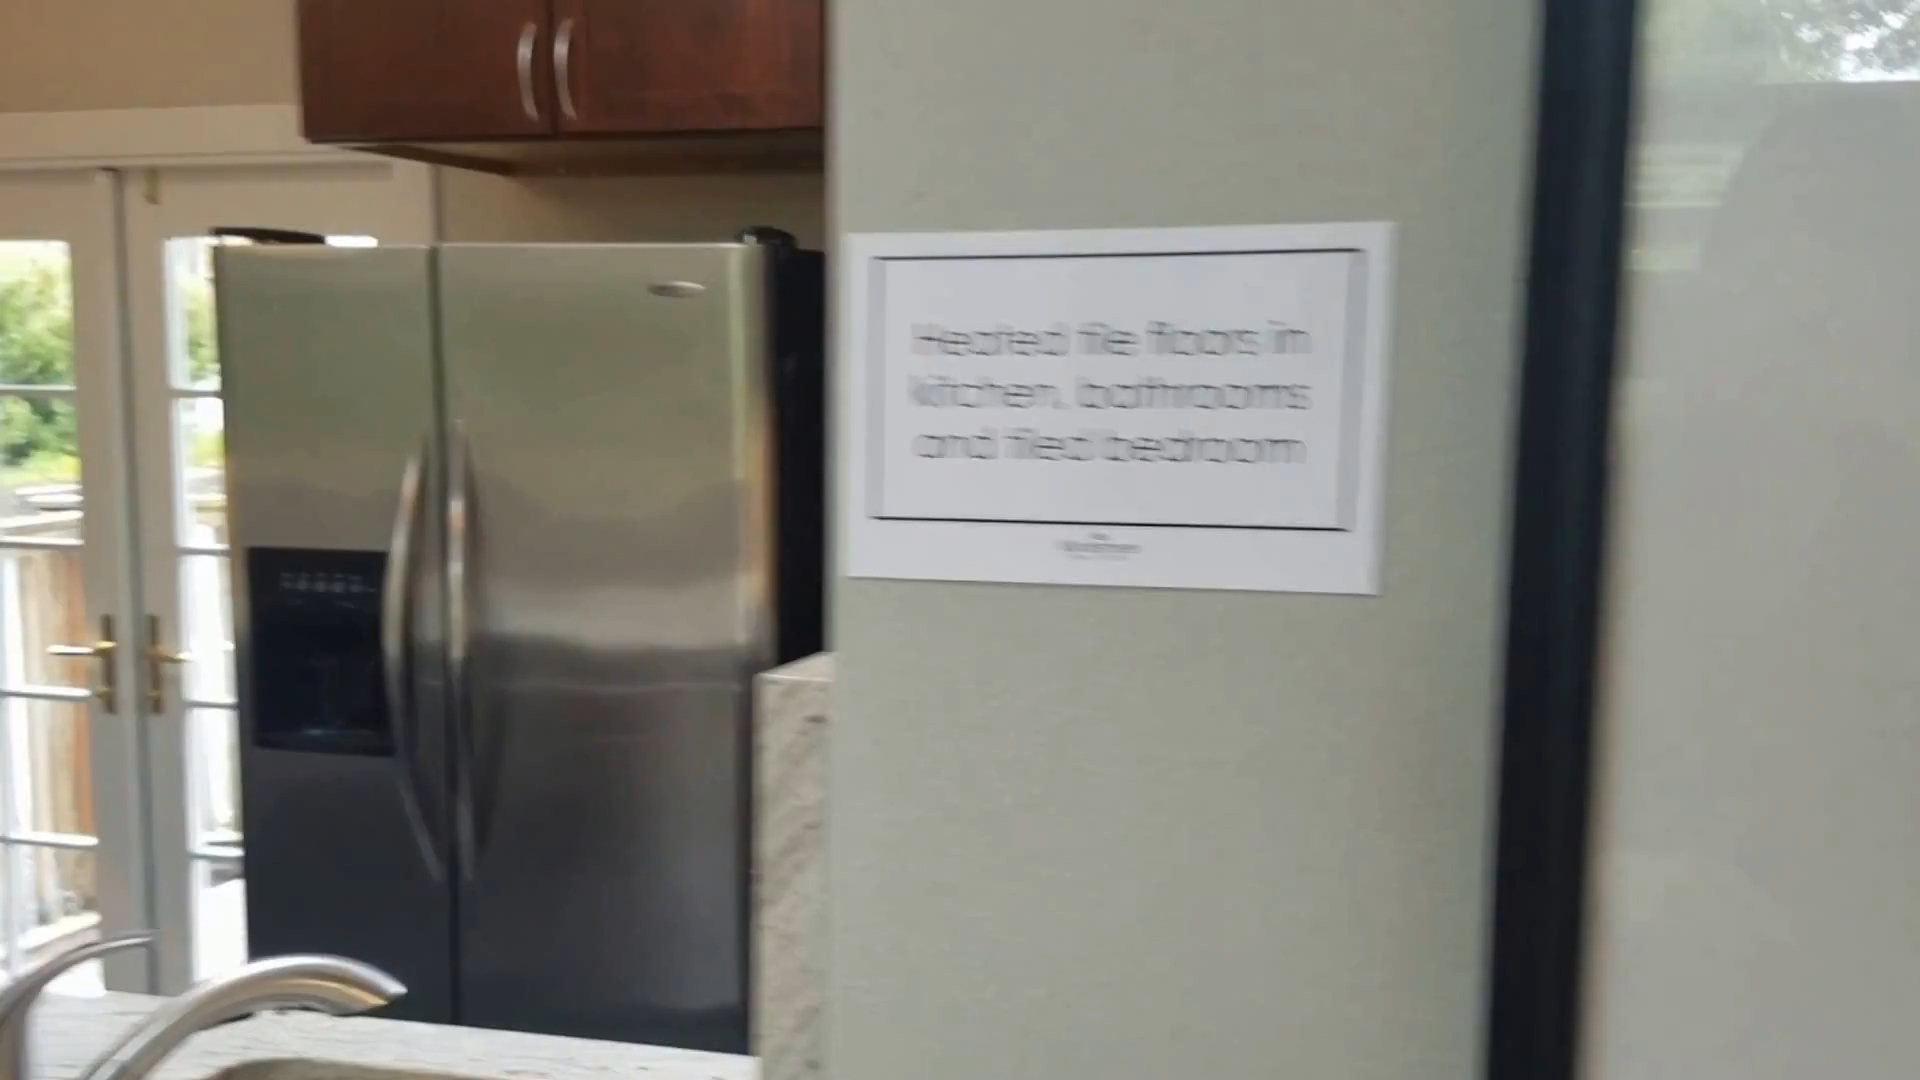 Heated tile floors in
kitchen, bathrooms
and tiled bedroom